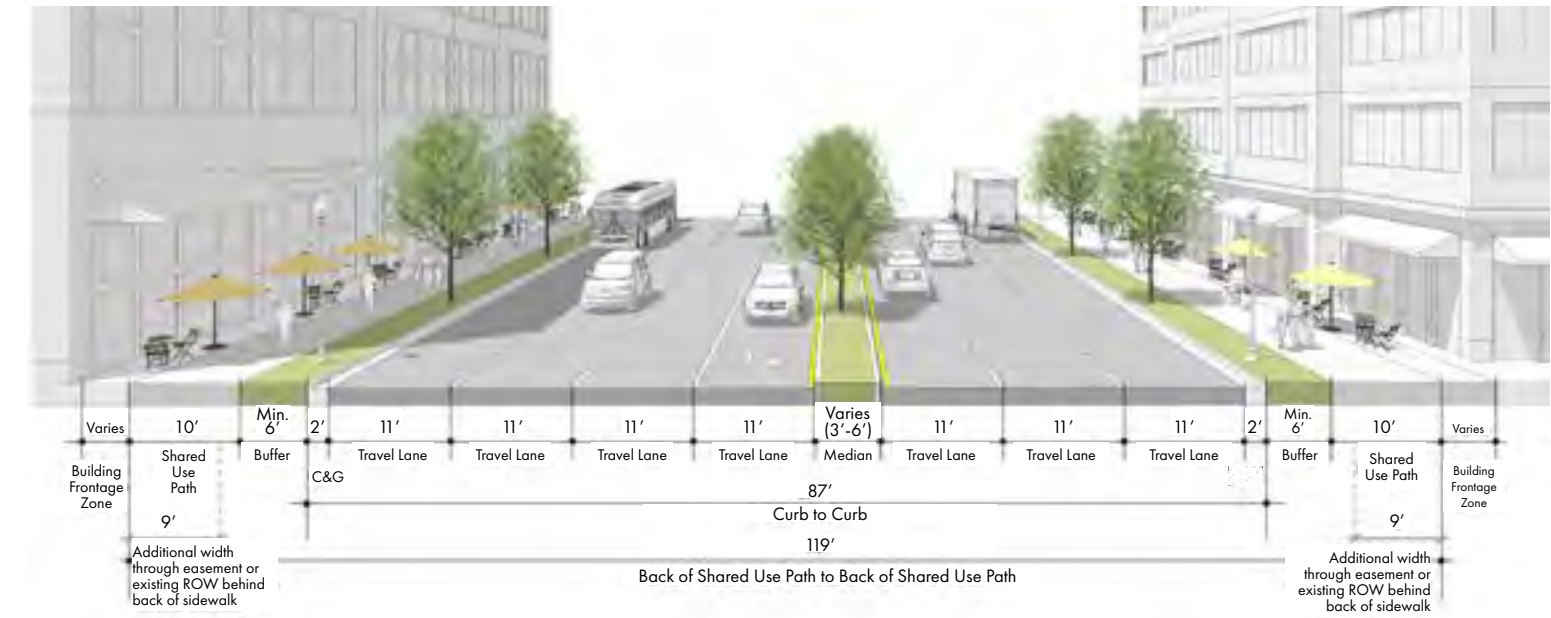 Varies
10’
Min.
6’
2’
11’
11’
11’
11’
Varies
(3’-6’)
11’
11’
11’
2’
Min.
6’
10’
Varies
Building
Frontage
Zone
Shared
Use
Path
Buffer
C&G
Travel Lane
Travel Lane
Travel Lane
Travel Lane
Median
Travel Lane
Travel Lane
Travel Lane
Buffer
Shared
Use Path
Building
Frontage
Zone
87’
Curb to Curb
9’
9’
119’
Back of Shared Use Path to Back of Shared Use Path
Additional width
through easement or
existing ROW behind
back of sidewalk
Additional width
through easement or
existing ROW behind
back of sidewalk